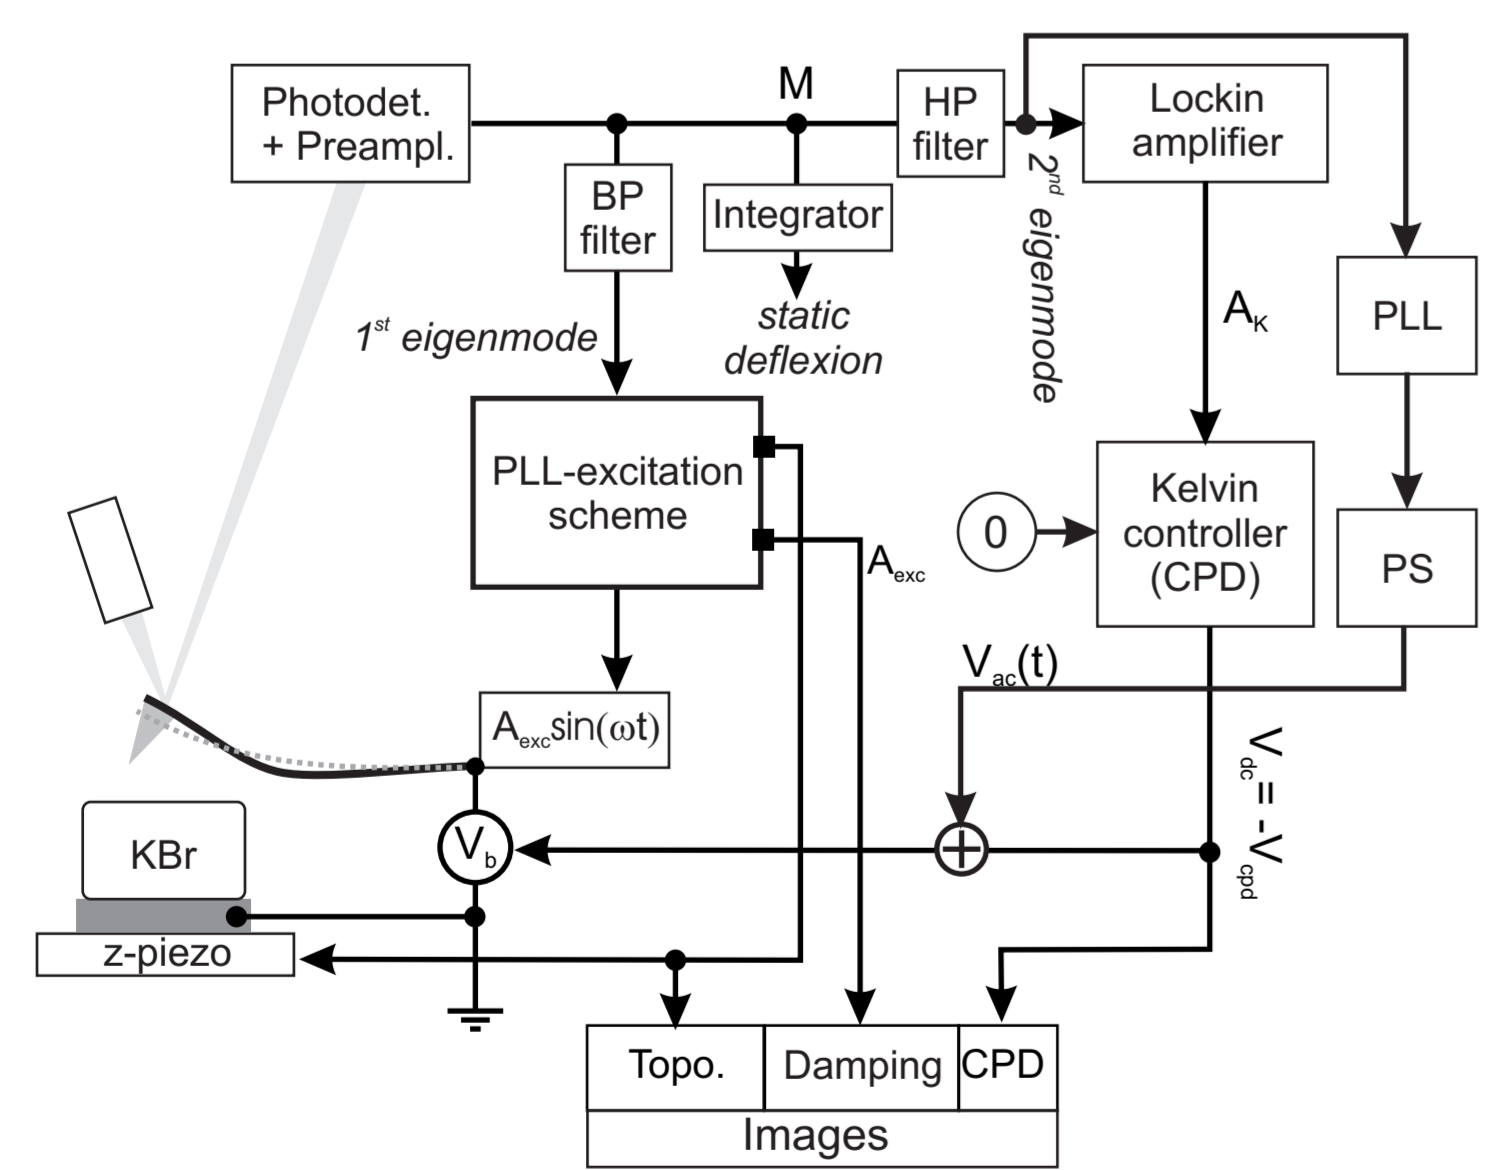 Photodet.
+ Preampl.
M
HP
filter
Lockin
amplifier
BP
filter
Integrator
2nd eigenmode
1st eigenmode
static
deflexion
AK
PLL
PLL-excitation
scheme
Aexc
0
Kelvin
controller
(CPD)
PS
Vac(t)
Aexcsin(ωt)
Vdc = -Vcpd
KBr
Vb
z-piezo
Topo.
Damping
CPD
Images